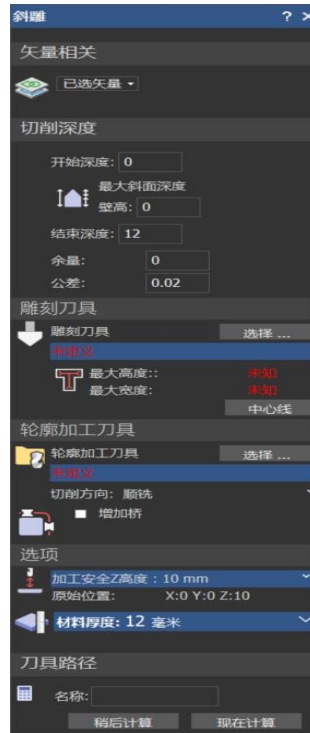 斜雕 ? ×
矢量相关
已选矢量
切削深度
开始深度: 0
最大斜面深度
壁高: 0
结束深度: 12
余量: 0
公差: 0.02
雕刻刀具
雕刻刀具 选择 ...
未定义
最大高度:: 未知
最大宽度: 未知
中心线
轮廓加工刀具
轮廓加工刀具 选择 ...
未定义
切削方向: 顺铣
增加桥
选项
加工安全Z高度：10 mm
原始位置: X:0 Y:0 Z:10
材料厚度: 12 毫米
刀具路径
名称:
稍后计算 现在计算